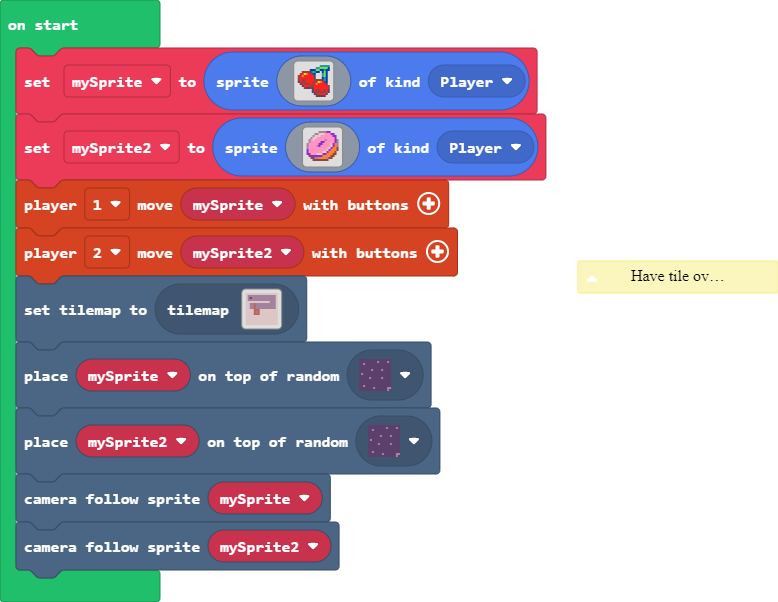 on start
set mySprite to sprite of kind Player
set mySprite2 to sprite of kind Player
player 1 move mySprite with buttons
player 2 move mySprite2 with buttons
Have tile ov…
set tilemap to tilemap
place mySprite on top of random
place mySprite2 on top of random
camera follow sprite mySprite
camera follow sprite mySprite2